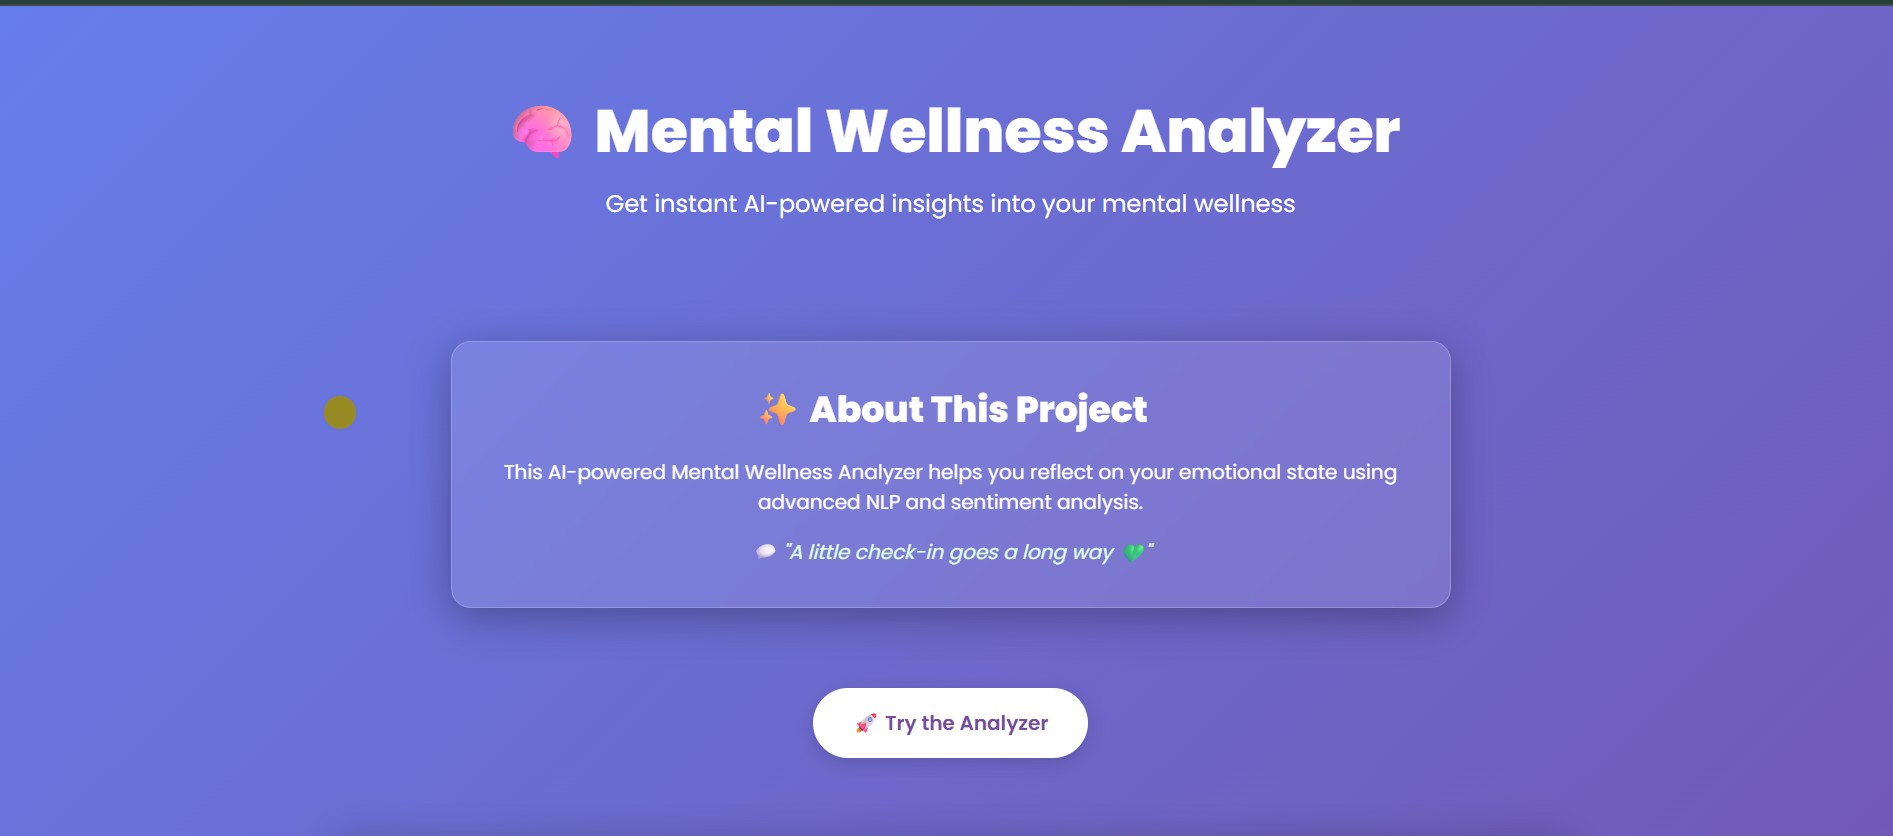 🧠 Mental Wellness Analyzer
Get instant AI-powered insights into your mental wellness
✨ About This Project
This AI-powered Mental Wellness Analyzer helps you reflect on your emotional state using
advanced NLP and sentiment analysis.
💬 "A little check-in goes a long way 💚"
🚀 Try the Analyzer